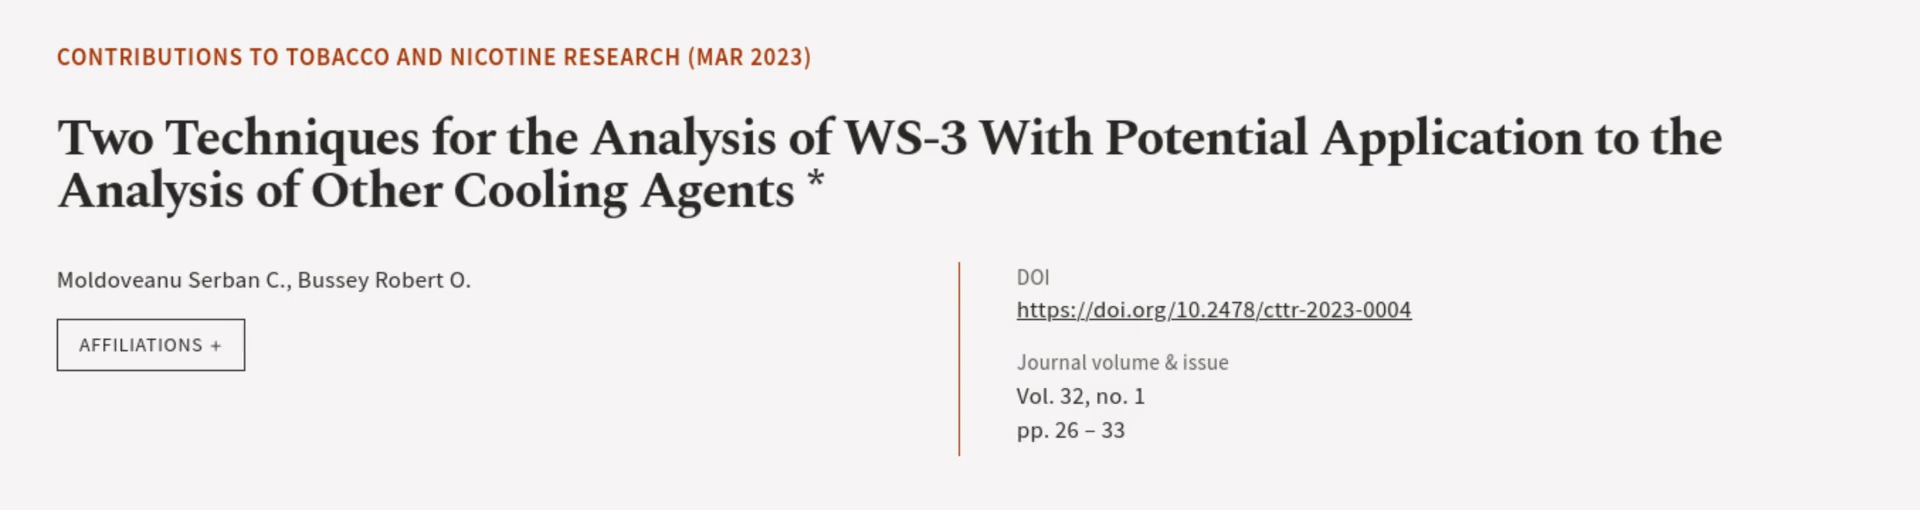 CONTRIBUTIONS TO TOBACCO AND NICOTINE RESEARCH (MAR 2023)
Two Techniques for the Analysis of WS-3 With Potential Application to the
Analysis of Other Cooling Agents *
Moldoveanu Serban C., Bussey Robert O.
AFFILIATIONS +
DOI
https://doi.org/10.2478/cttr-2023-0004
Journal volume & issue
Vol. 32, no. 1
pp. 26 – 33